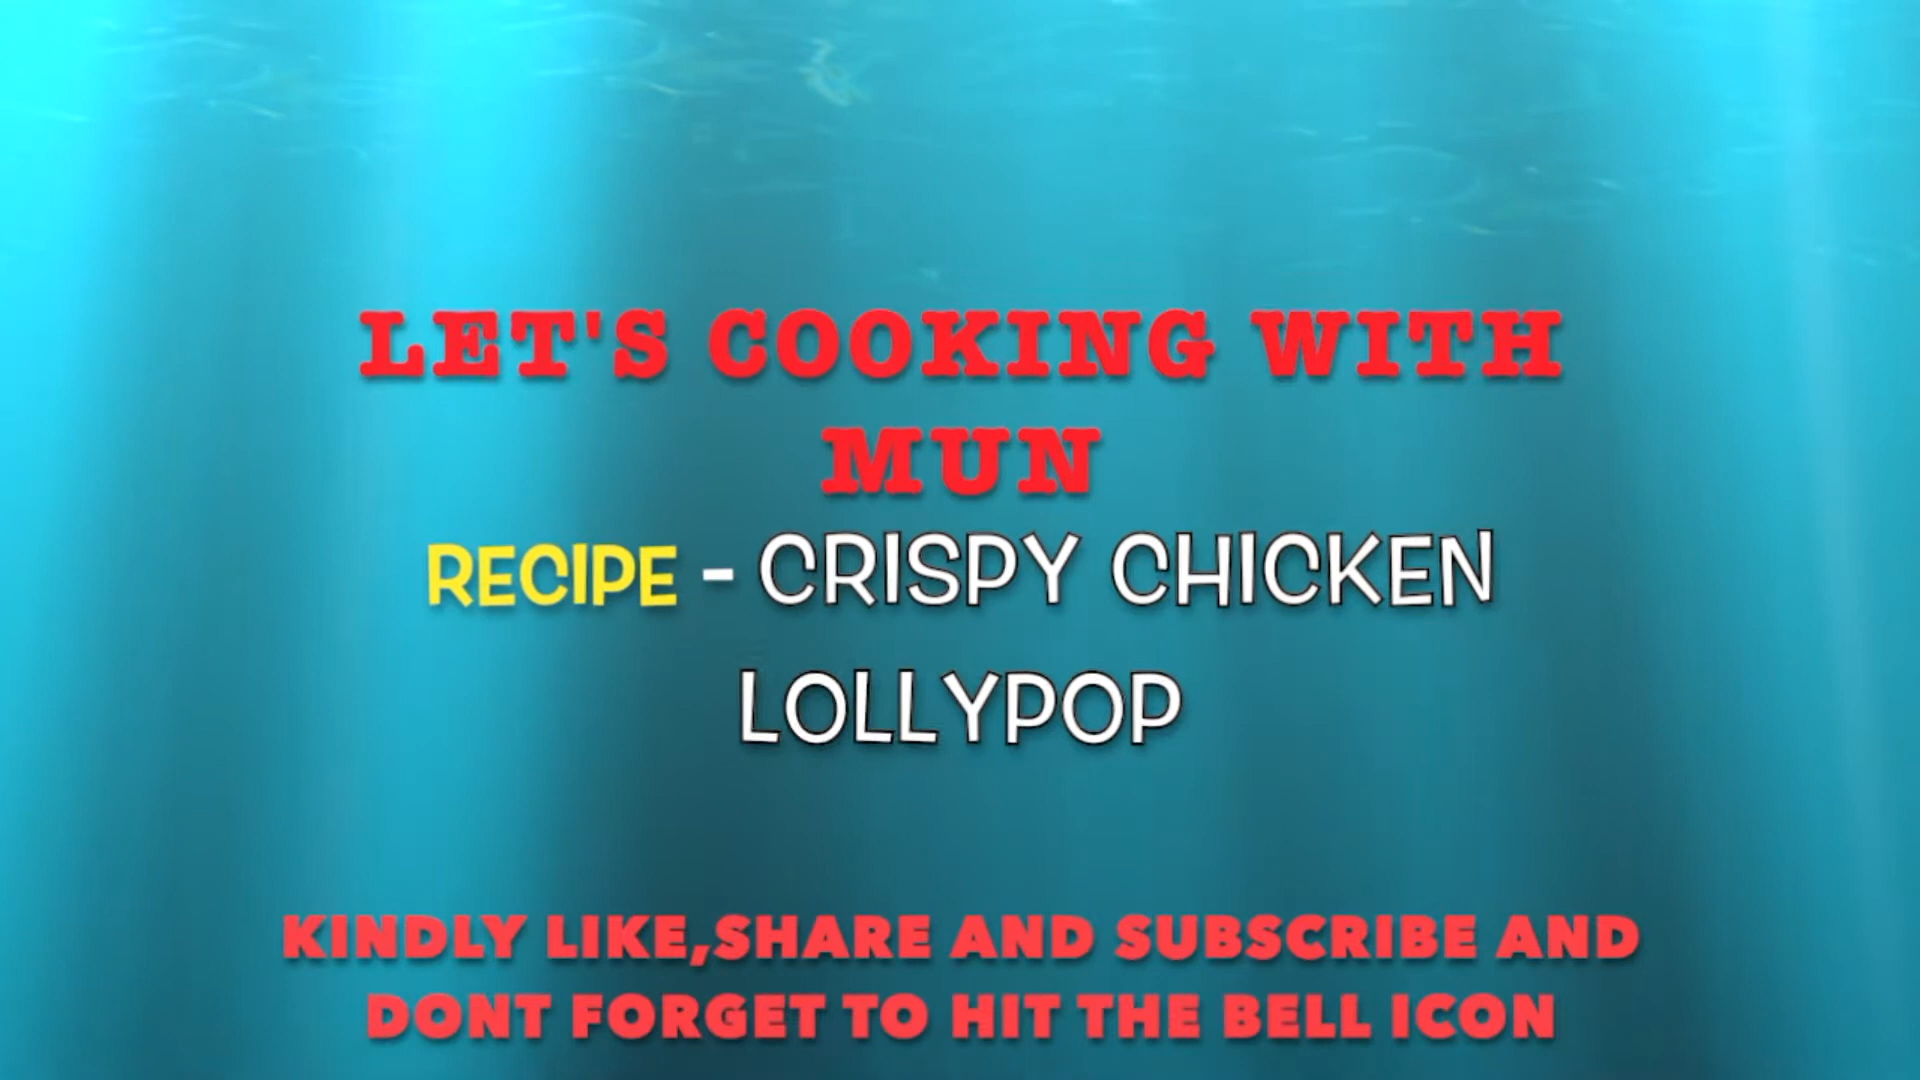 LET'S COOKING WITH
MUN
RECIPE - CRISPY CHICKEN
LOLLYPOP
KINDLY LIKE,SHARE AND SUBSCRIBE AND
DONT FORGET TO HIT THE BELL ICON